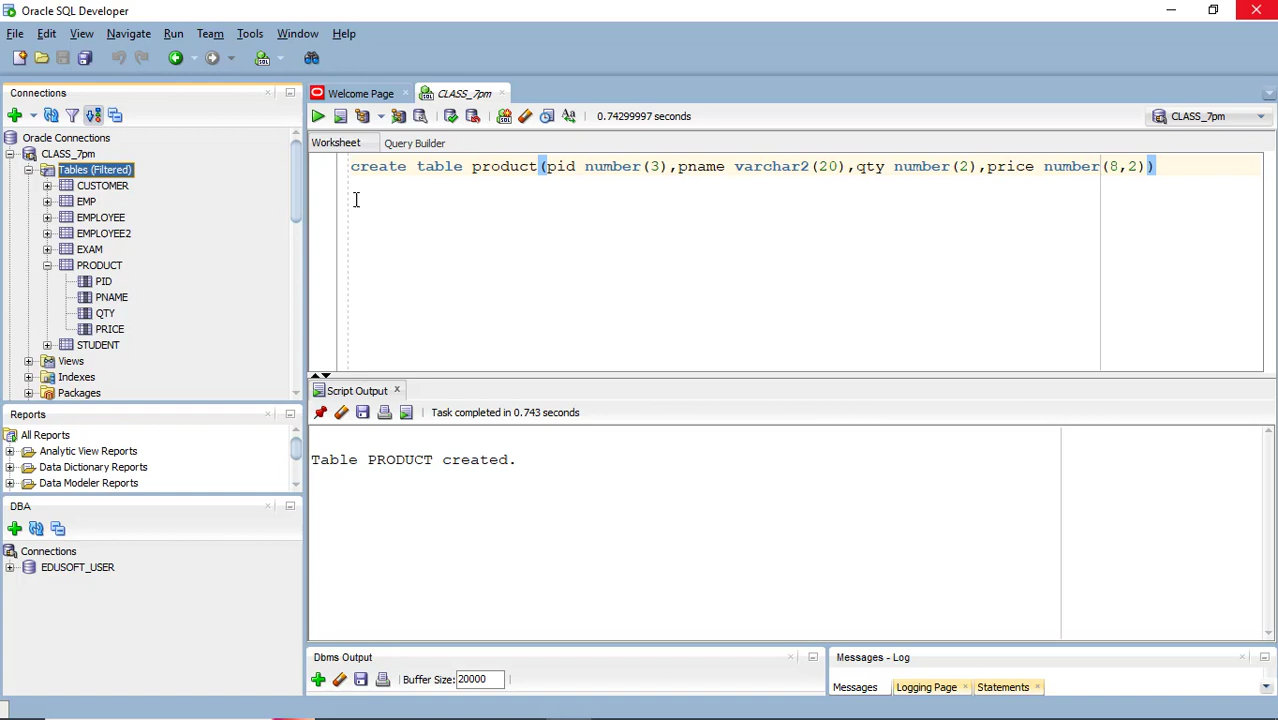 Oracle SQL Developer
File Edit View Navigate Run Team Tools Window Help
Connections
Oracle Connections
CLASS_7pm
Tables (Filtered)
CUSTOMER
EMP
EMPLOYEE
EMPLOYEE2
EXAM
PRODUCT
PID
PNAME
QTY
PRICE
STUDENT
Views
Indexes
Packages
Reports
All Reports
Analytic View Reports
Data Dictionary Reports
Data Modeler Reports
DBA
Connections
EDUSOFT_USER
Welcome Page CLASS_7pm
0.74299997 seconds CLASS_7pm
Worksheet Query Builder
create table product(pid number(3),pname varchar2(20),qty number(2),price number(8,2))
Script Output
Task completed in 0.743 seconds
Table PRODUCT created.
Dbms Output
Buffer Size: 20000
Messages - Log
Messages Logging Page Statements